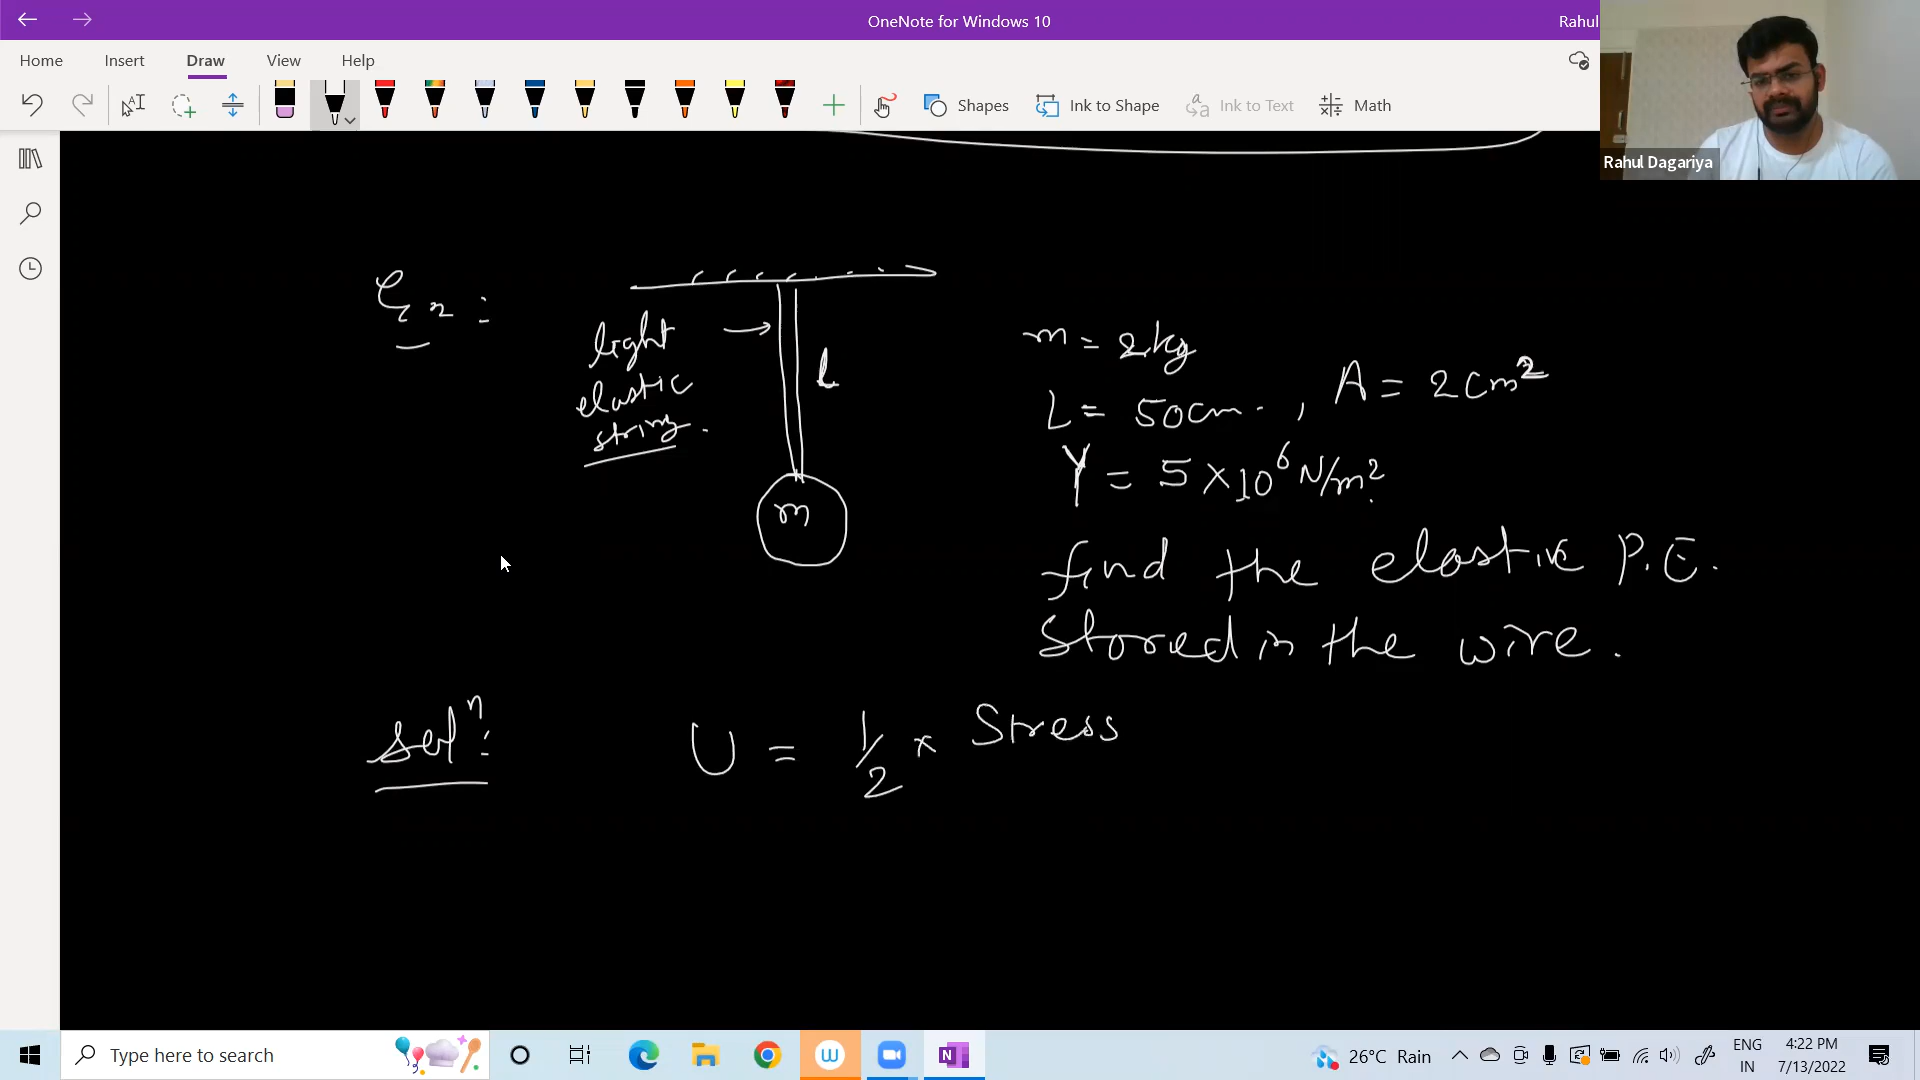 OneNote for Windows 10
Rahul
Home Insert Draw View Help
Shapes Ink to Shape Ink to Text Math
Rahul Dagariya
Ex :
light
elastic
string.
l
m
m = 2kg
L = 50cm. , A = 2cm²
Y = 5 × 10⁶ N/m².
find the elastic P.E.
Stored in the wire.
solⁿ: U = 1/2 × Stress
Type here to search
26°C Rain
ENG
IN
4:22 PM
7/13/2022